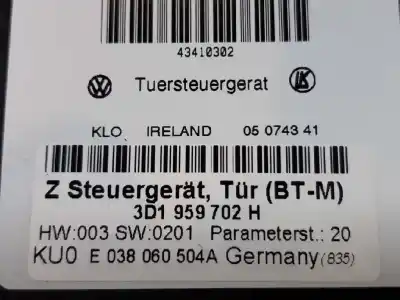 43410302
Tuersteuergerat
KLO IRELAND 05 0743 41
Z Steuergerät, Tür (BT-M)
3D1 959 702 H
HW:003 SW:0201 Parameterst.: 20
KU0 E 038 060 504A Germany (835)